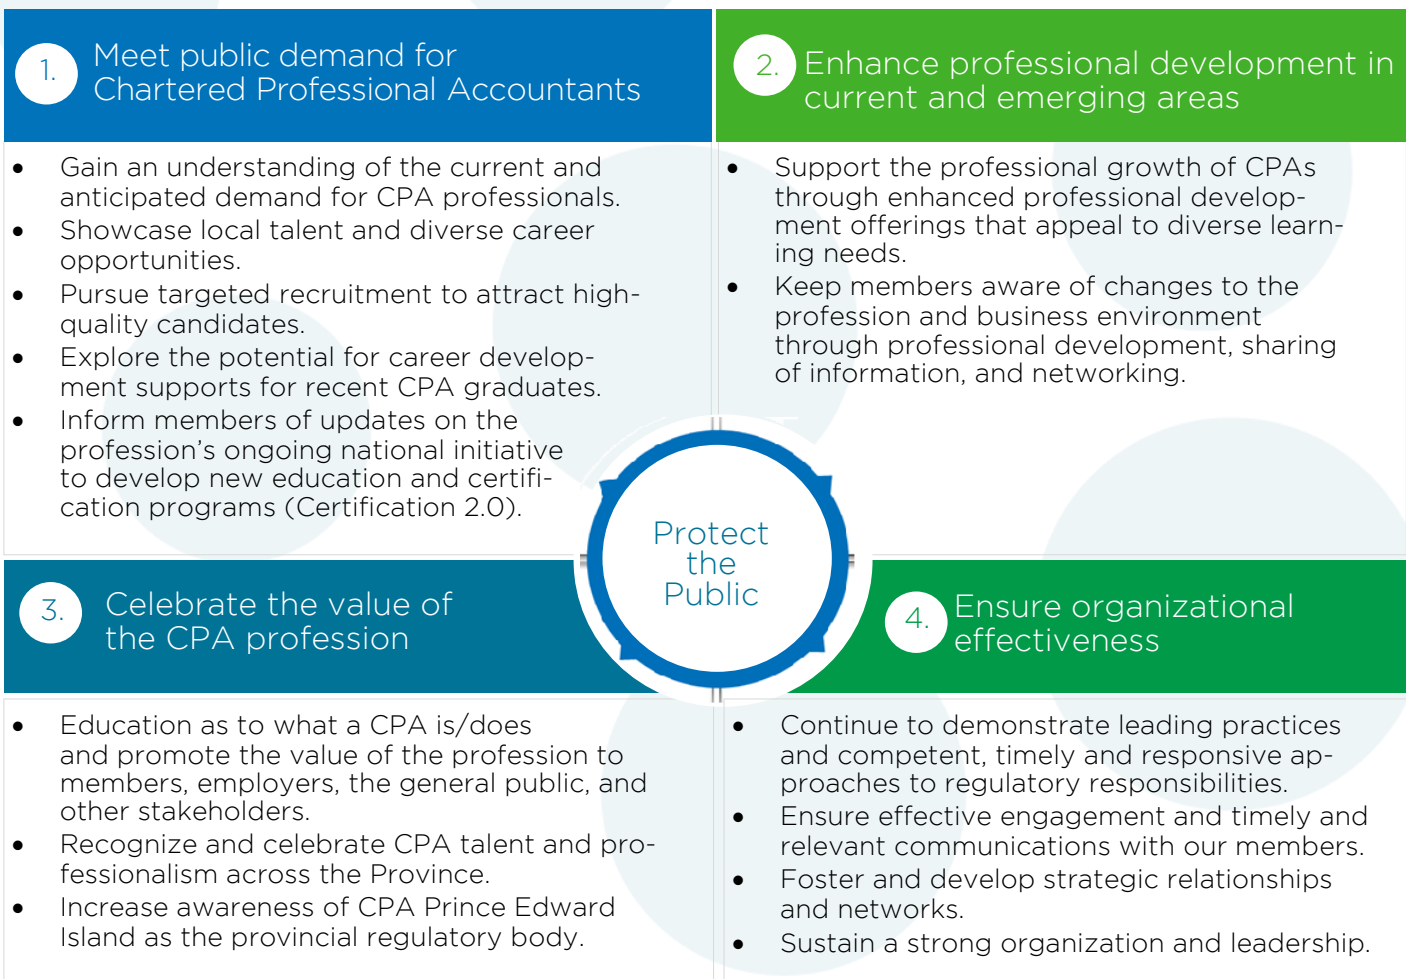 1.
Meet public demand for
Chartered Professional Accountants
• Gain an understanding of the current and
anticipated demand for CPA professionals.
• Showcase local talent and diverse career
opportunities.
• Pursue targeted recruitment to attract high-
quality candidates.
• Explore the potential for career develop-
ment supports for recent CPA graduates.
• Inform members of updates on the
profession’s ongoing national initiative
to develop new education and certifi-
cation programs (Certification 2.0).
2.
Enhance professional development in
current and emerging areas
• Support the professional growth of CPAs
through enhanced professional develop-
ment offerings that appeal to diverse learn-
ing needs.
• Keep members aware of changes to the
profession and business environment
through professional development, sharing
of information, and networking.
Protect
the
Public
3.
Celebrate the value of
the CPA profession
• Education as to what a CPA is/does
and promote the value of the profession to
members, employers, the general public, and
other stakeholders.
• Recognize and celebrate CPA talent and pro-
fessionalism across the Province.
• Increase awareness of CPA Prince Edward
Island as the provincial regulatory body.
4.
Ensure organizational
effectiveness
• Continue to demonstrate leading practices
and competent, timely and responsive ap-
proaches to regulatory responsibilities.
• Ensure effective engagement and timely and
relevant communications with our members.
• Foster and develop strategic relationships
and networks.
• Sustain a strong organization and leadership.